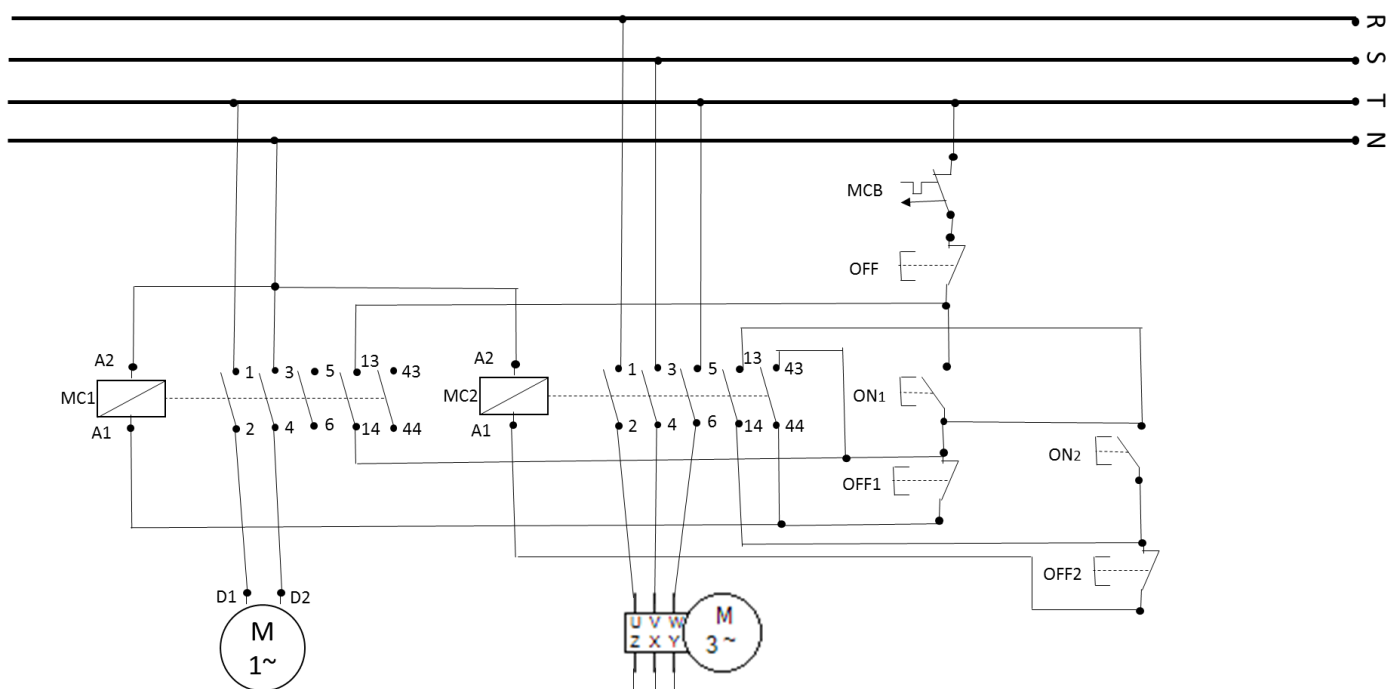 R
S
T
N
MCB
OFF
A2
MC1
A1
1 3 5 13 43
2 4 6 14 44
A2
MC2
A1
1 3 5 13 43
2 4 6 14 44
ON1
OFF1
ON2
OFF2
D1 D2
M
1~
U V W
Z X Y
M
3~